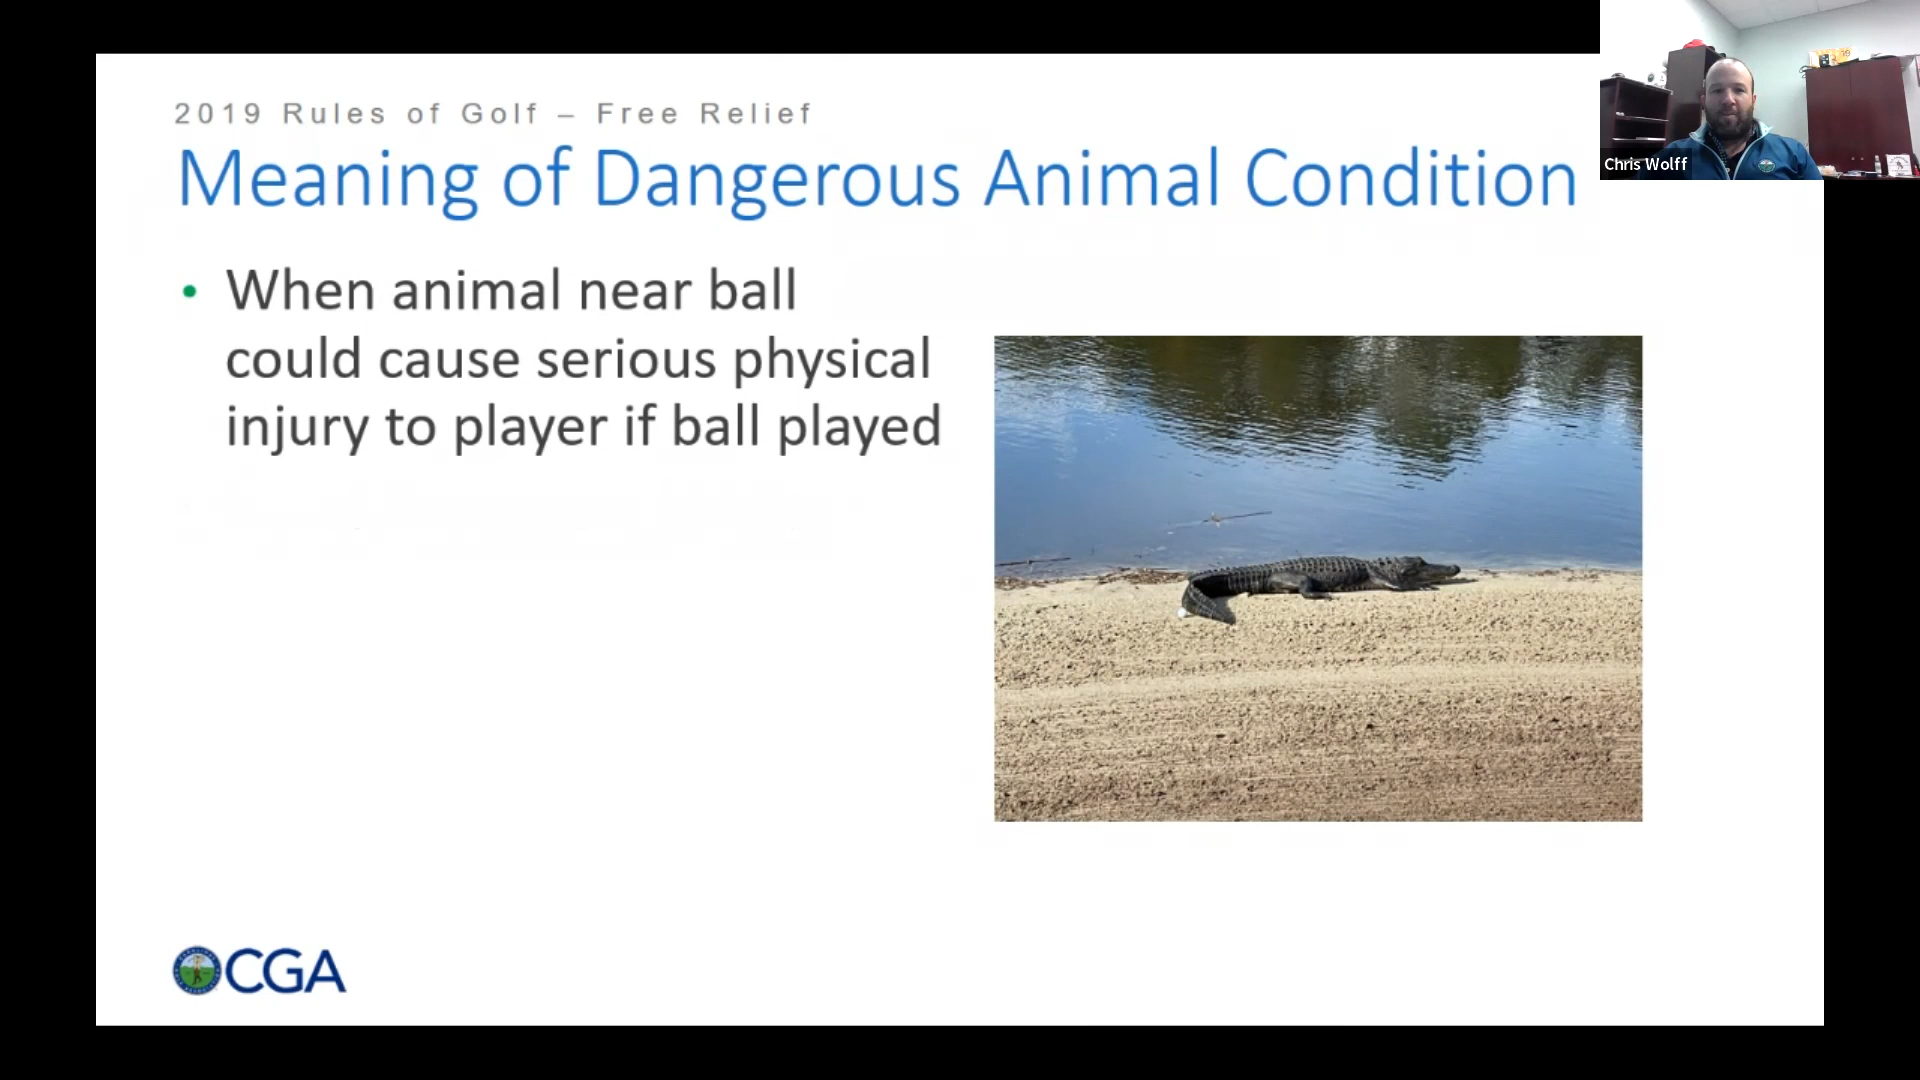 2019 Rules of Golf – Free Relief
Meaning of Dangerous Animal Condition
• When animal near ball
could cause serious physical
injury to player if ball played
Chris Wolff
CGA